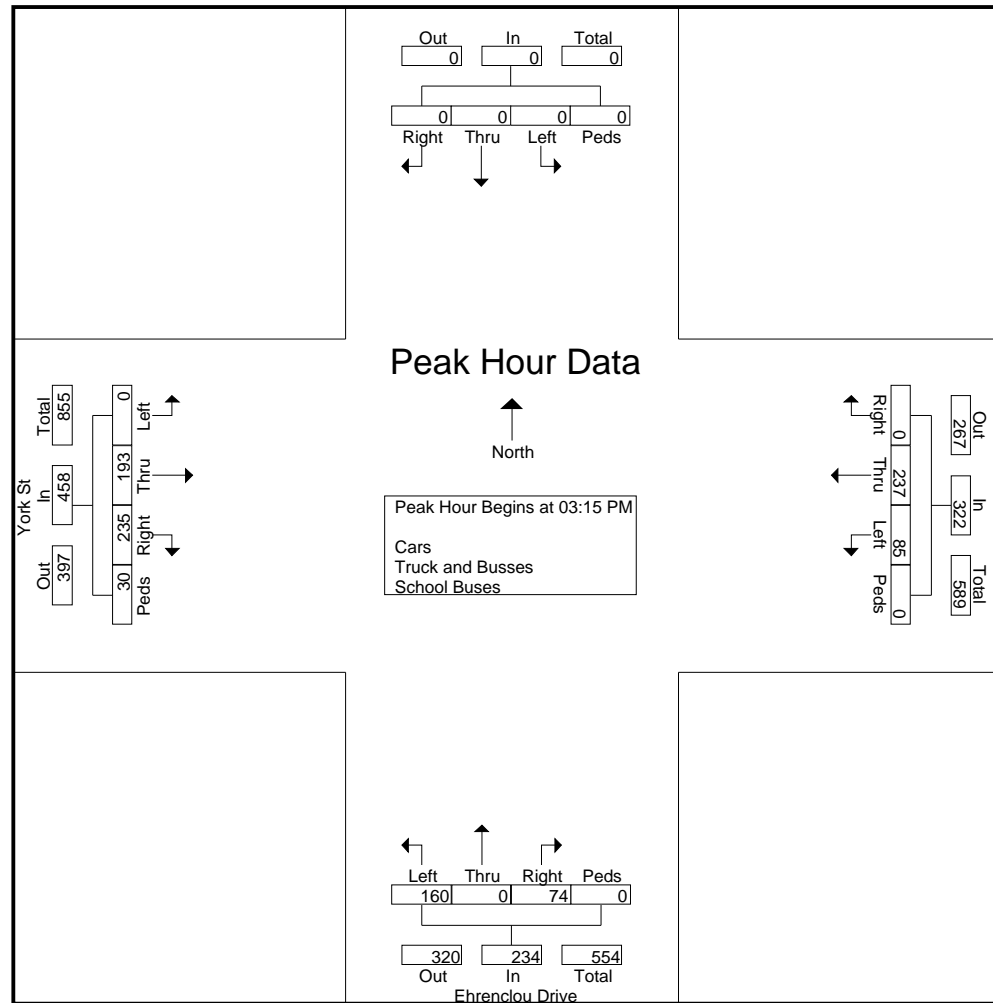 Out In Total
0 0 0
0 0 0 0
Right Thru Left Peds
Peak Hour Data
North
Peak Hour Begins at 03:15 PM
Cars
Truck and Busses
School Buses
York St
Out In Total
397 458 855
30 235 193 0
Peds Right Thru Left
Right Thru Left Peds
0 237 85 0
Out In Total
267 322 589
Left Thru Right Peds
160 0 74 0
320 234 554
Out In Total
Ehrenclou Drive